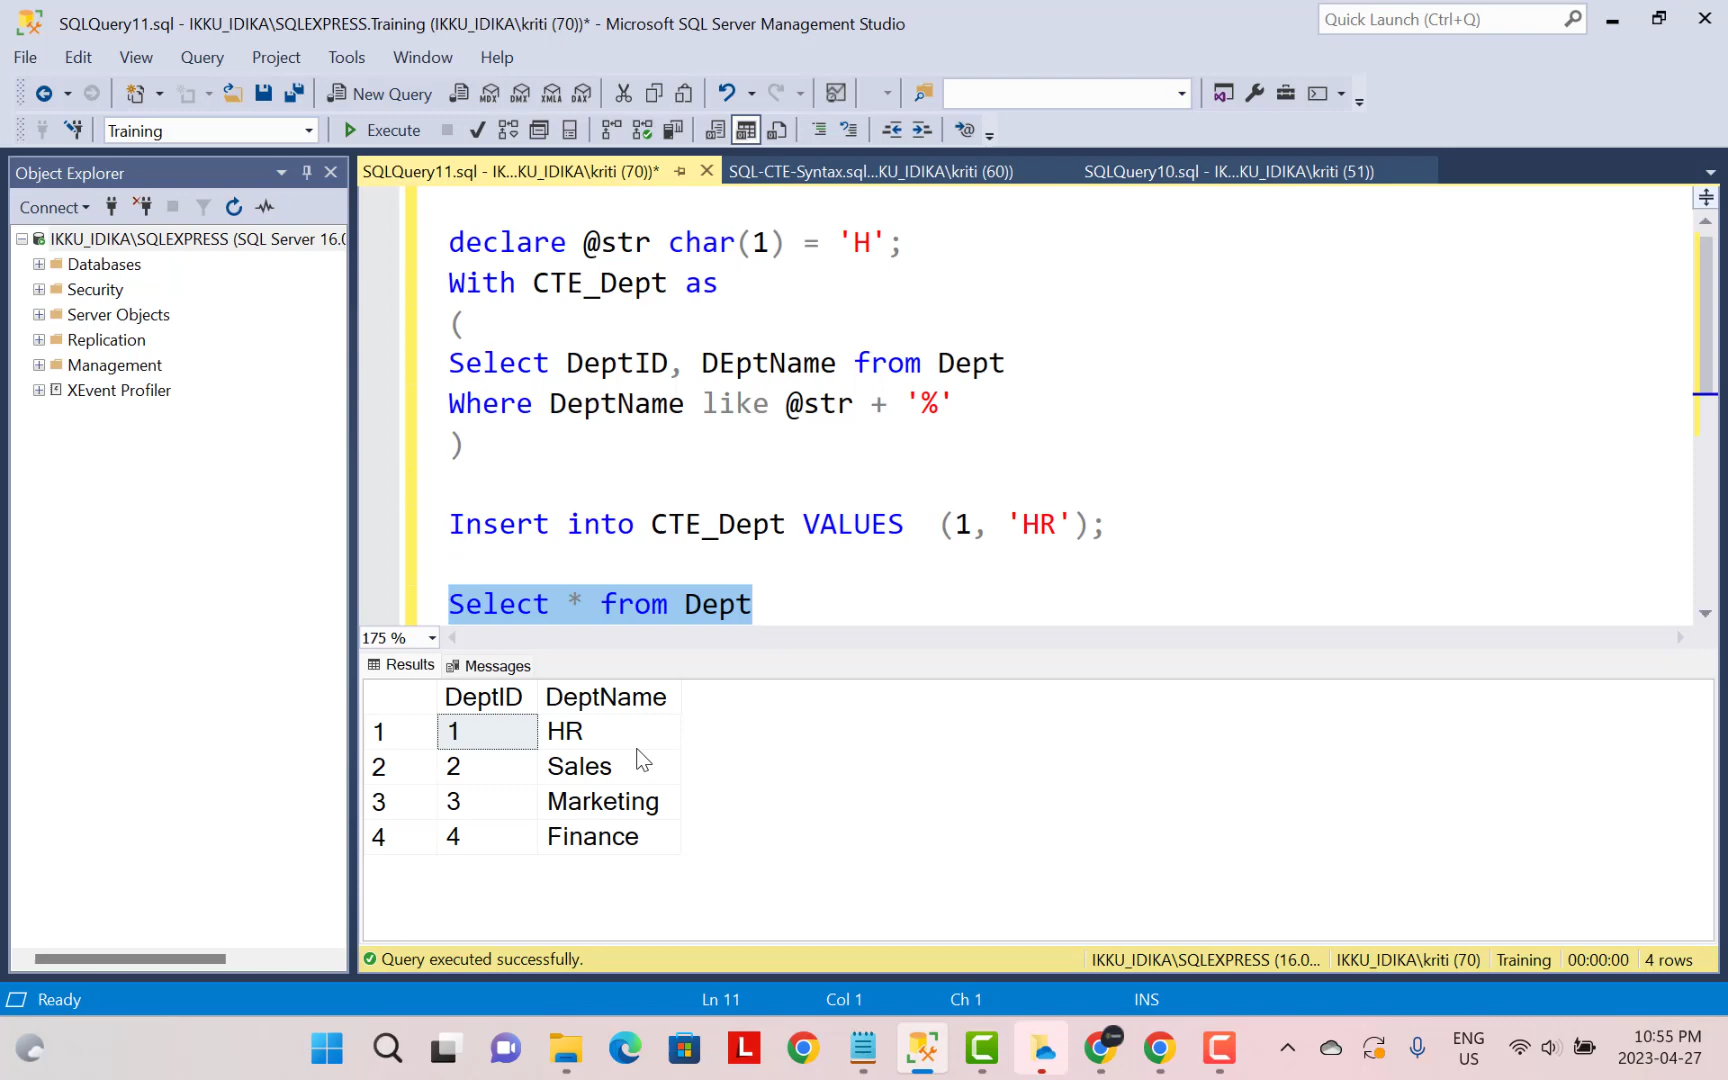 SQLQuery11.sql - IKKU_IDIKA\SQLEXPRESS.Training (IKKU_IDIKA\kriti (70))* - Microsoft SQL Server Management Studio
Quick Launch (Ctrl+Q)
File Edit View Query Project Tools Window Help
New Query MDX DMX XMLA DAX
Training Execute
Object Explorer
SQLQuery11.sql - IK...KU_IDIKA\kriti (70))* SQL-CTE-Syntax.sql...KU_IDIKA\kriti (60)) SQLQuery10.sql - IK...KU_IDIKA\kriti (51))
Connect
IKKU_IDIKA\SQLEXPRESS (SQL Server 16.0
Databases
Security
Server Objects
Replication
Management
XEvent Profiler
declare @str char(1) = 'H';
With CTE_Dept as
(
Select DeptID, DEptName from Dept
Where DeptName like @str + '%'
)
Insert into CTE_Dept VALUES (1, 'HR');
Select * from Dept
175 %
Results Messages
DeptID DeptName
1 1 HR
2 2 Sales
3 3 Marketing
4 4 Finance
Query executed successfully. IKKU_IDIKA\SQLEXPRESS (16.0... IKKU_IDIKA\kriti (70) Training 00:00:00 4 rows
Ready Ln 11 Col 1 Ch 1 INS
L C C
ENG
US
10:55 PM
2023-04-27